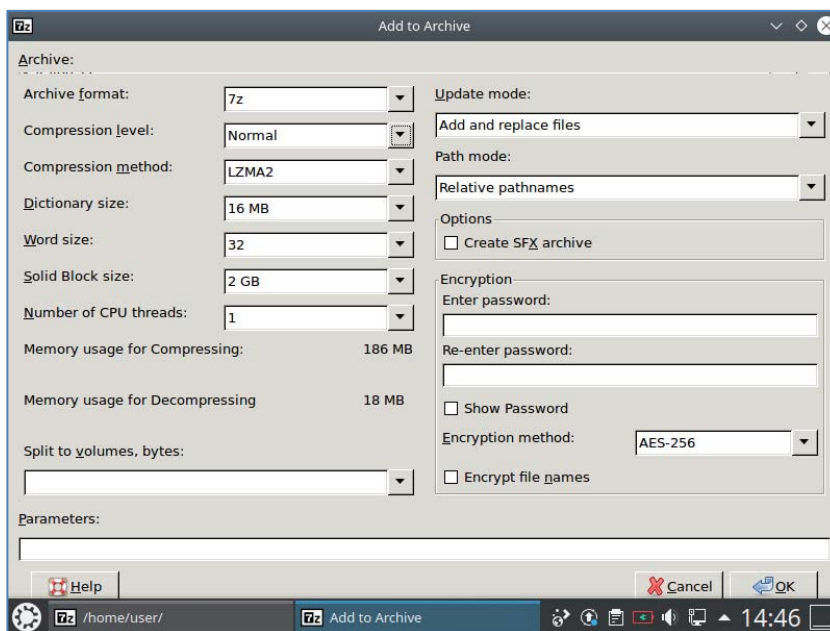 7z Add to Archive
Archive:
Archive format:
7z
Compression level:
Normal
Compression method:
LZMA2
Dictionary size:
16 MB
Word size:
32
Solid Block size:
2 GB
Number of CPU threads:
1
Memory usage for Compressing:
186 MB
Memory usage for Decompressing
18 MB
Split to volumes, bytes:
Update mode:
Add and replace files
Path mode:
Relative pathnames
Options
Create SFX archive
Encryption
Enter password:
Re-enter password:
Show Password
Encryption method:
AES-256
Encrypt file names
Parameters:
Help
Cancel
OK
7z /home/user/
7z Add to Archive
14:46